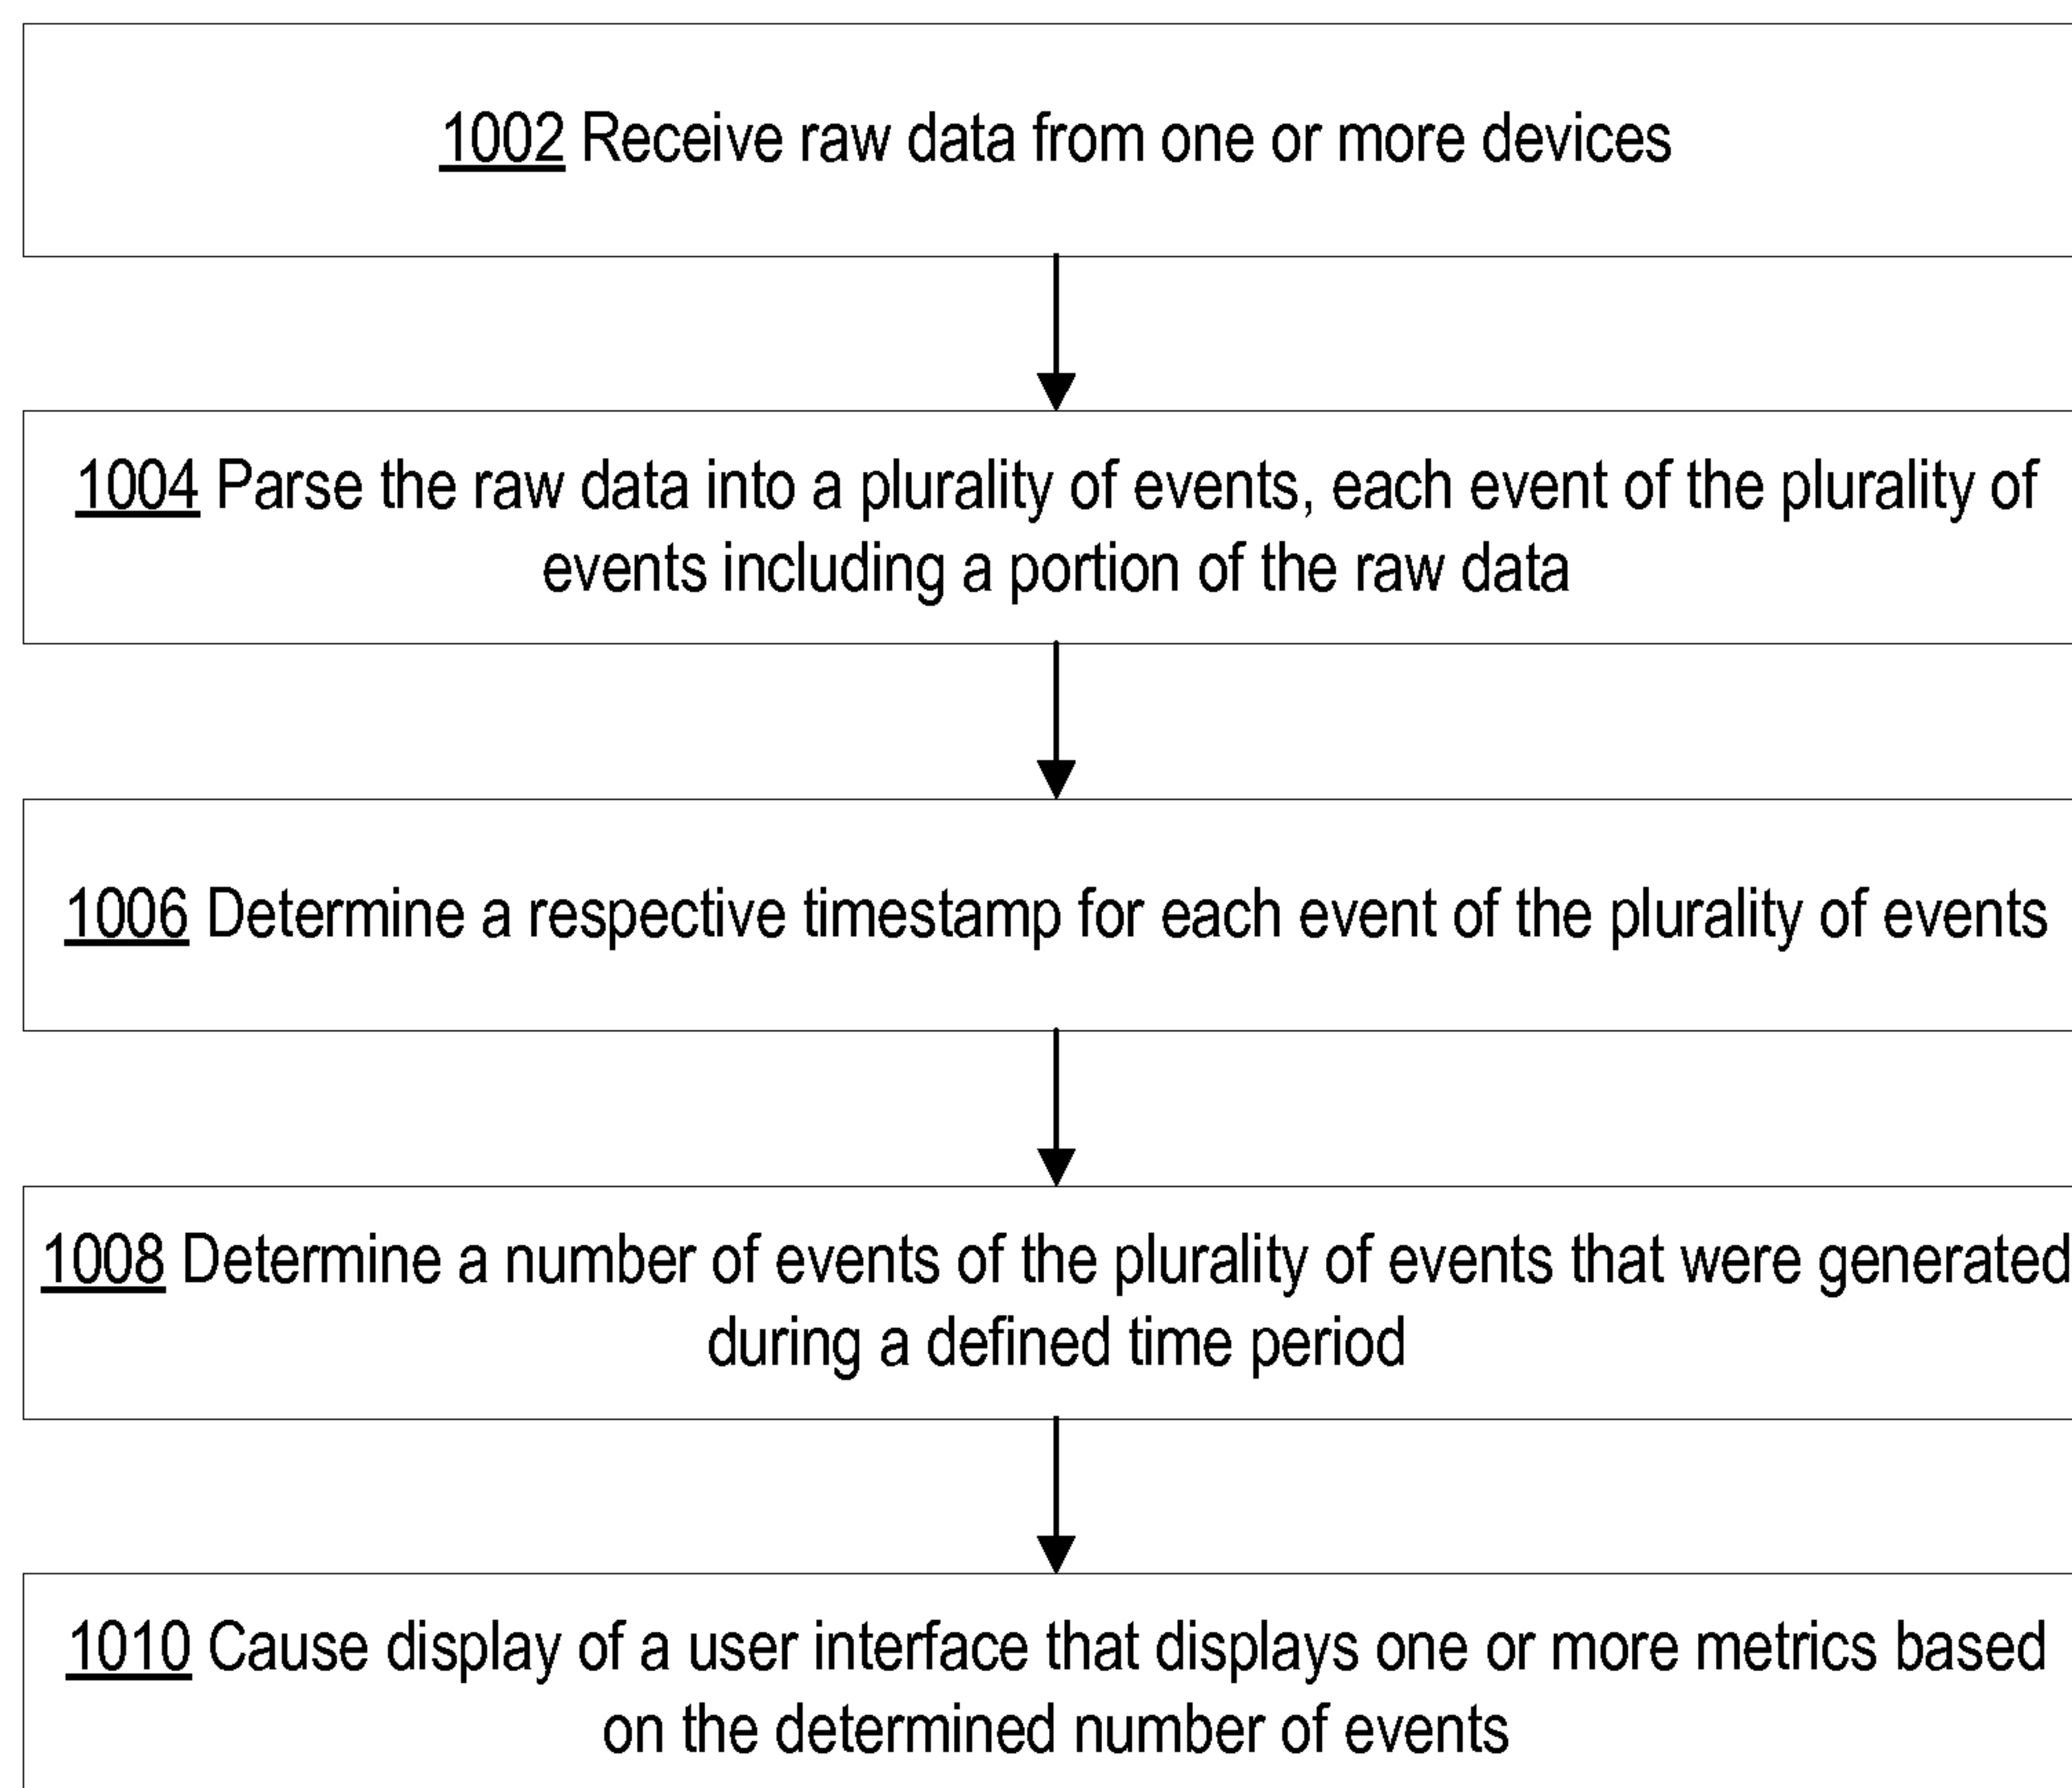 1002 Receive raw data from one or more devices
1004 Parse the raw data into a plurality of events, each event of the plurality of
events including a portion of the raw data
1006 Determine a respective timestamp for each event of the plurality of events
1008 Determine a number of events of the plurality of events that were generated
during a defined time period
1010 Cause display of a user interface that displays one or more metrics based
on the determined number of events